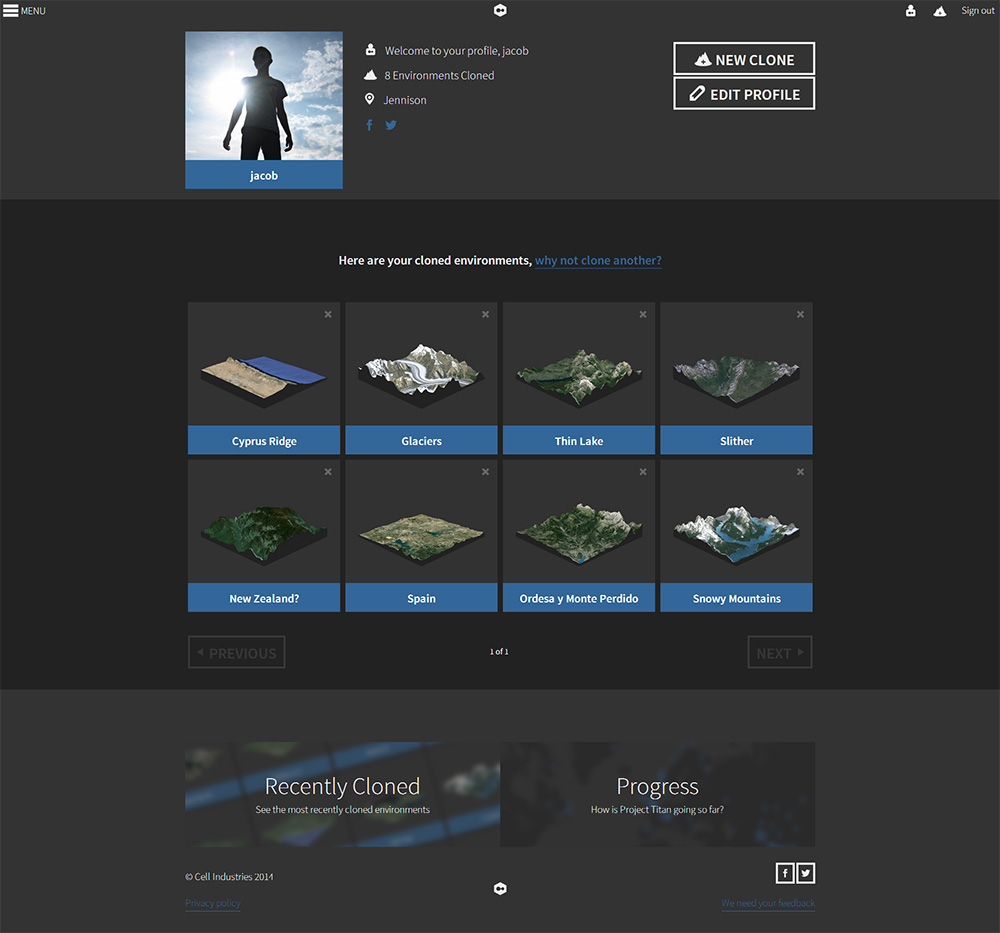 MENU
Sign out
Welcome to your profile, jacob
8 Environments Cloned
Jennison
NEW CLONE
EDIT PROFILE
jacob
Here are your cloned environments, why not clone another?
Cyprus Ridge
Glaciers
Thin Lake
Slither
New Zealand?
Spain
Ordesa y Monte Perdido
Snowy Mountains
PREVIOUS
1 of 1
NEXT
Recently Cloned
See the most recently cloned environments
Progress
How is Project Titan going so far?
© Cell Industries 2014
Privacy policy
We need your feedback